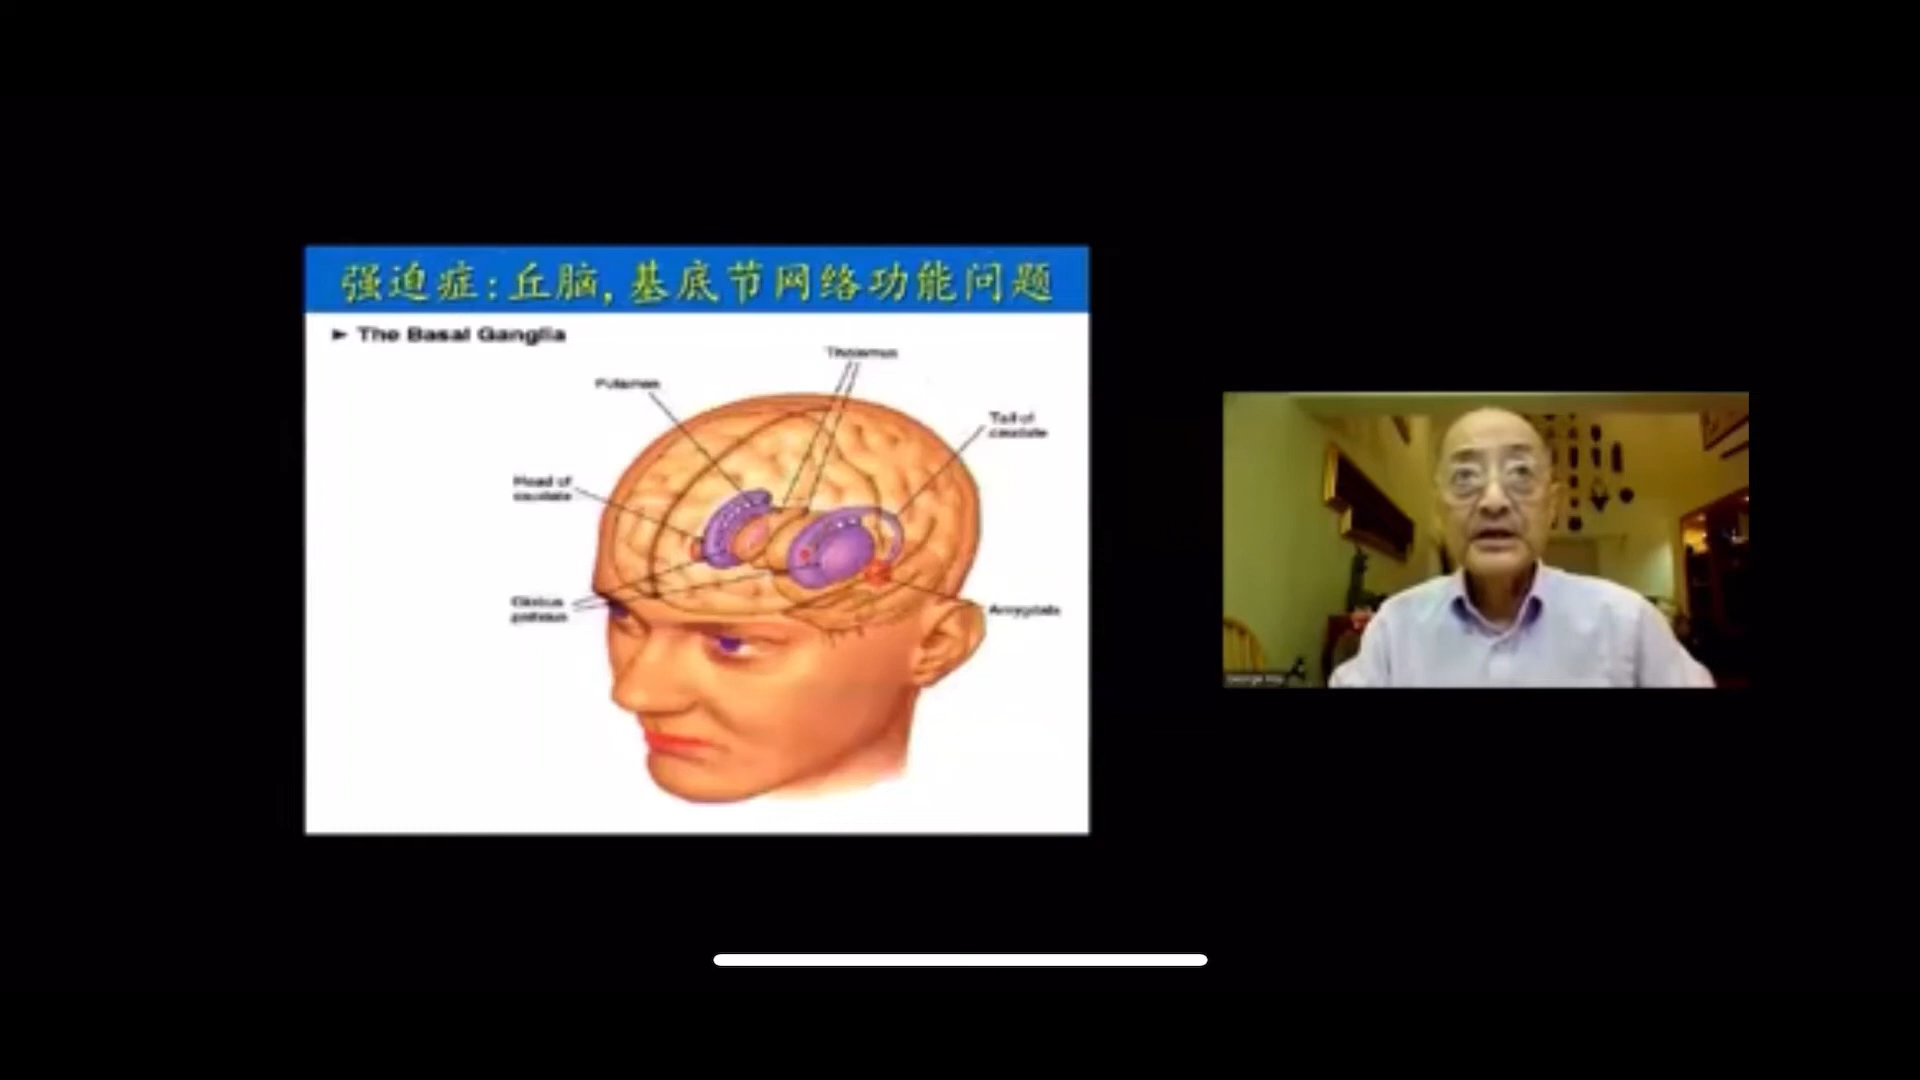 强迫症:丘脑,基底节网络功能问题
► The Basal Ganglia
Thalamus
Putamen
Tail of
caudate
Head of
caudate
Globus
pallidus
Amygdala
George